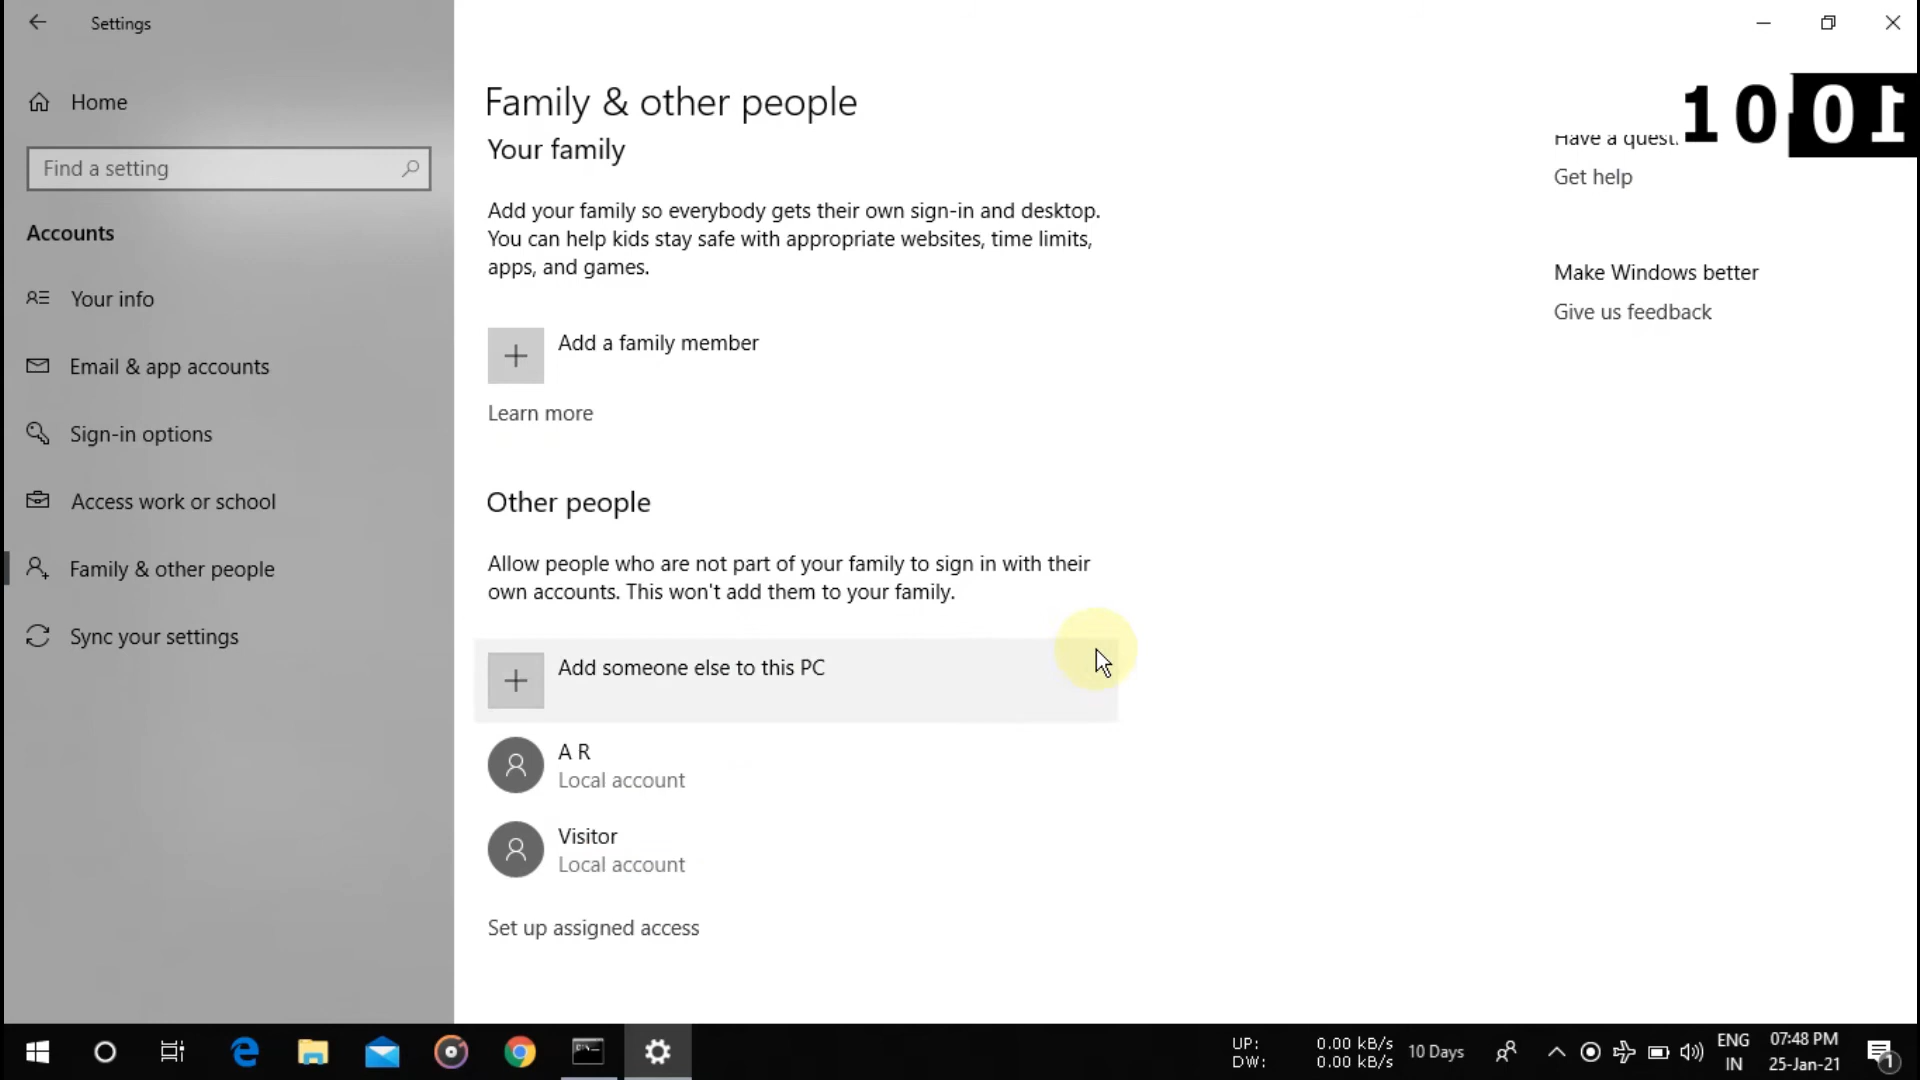 Settings
Home
Find a setting
Accounts
Your info
Email & app accounts
Sign-in options
Access work or school
Family & other people
Sync your settings
Family & other people
Your family
Add your family so everybody gets their own sign-in and desktop.
You can help kids stay safe with appropriate websites, time limits,
apps, and games.
Add a family member
Learn more
Other people
Allow people who are not part of your family to sign in with their
own accounts. This won't add them to your family.
Add someone else to this PC
A R
Local account
Visitor
Local account
Set up assigned access
10
Have a quest
Get help
Make Windows better
Give us feedback
UP: 0.00 kB/s
DW: 0.00 kB/s
10 Days
ENG
IN
07:48 PM
25-Jan-21
1